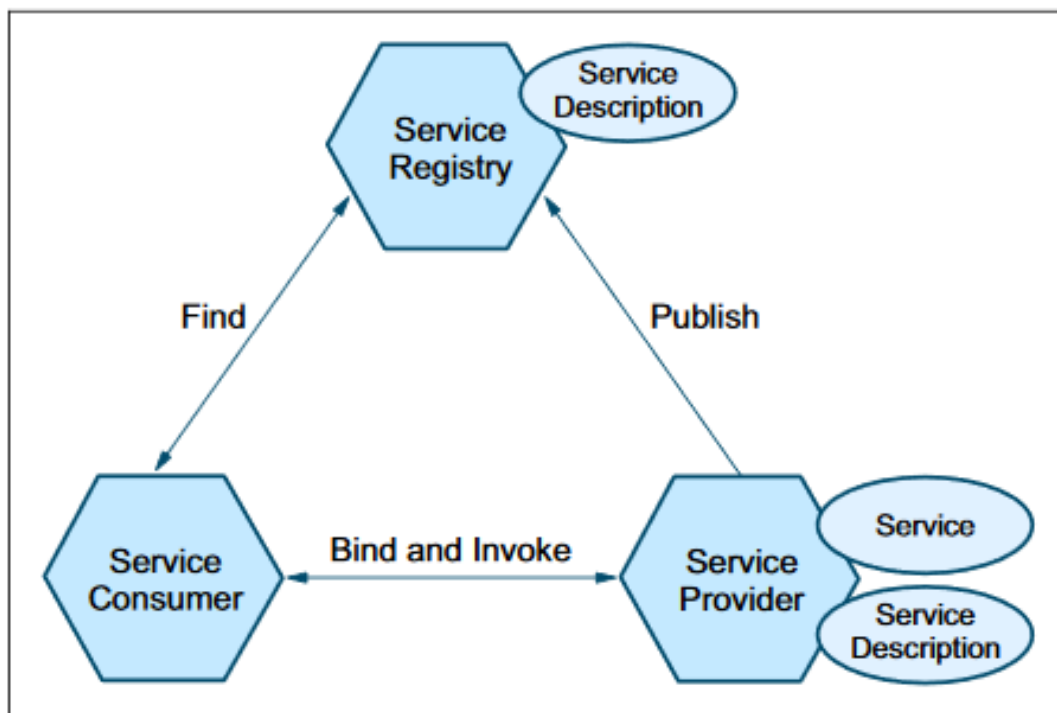 Service
Description
Service
Registry
Find
Publish
Bind and Invoke
Service
Consumer
Service
Provider
Service
Service
Description